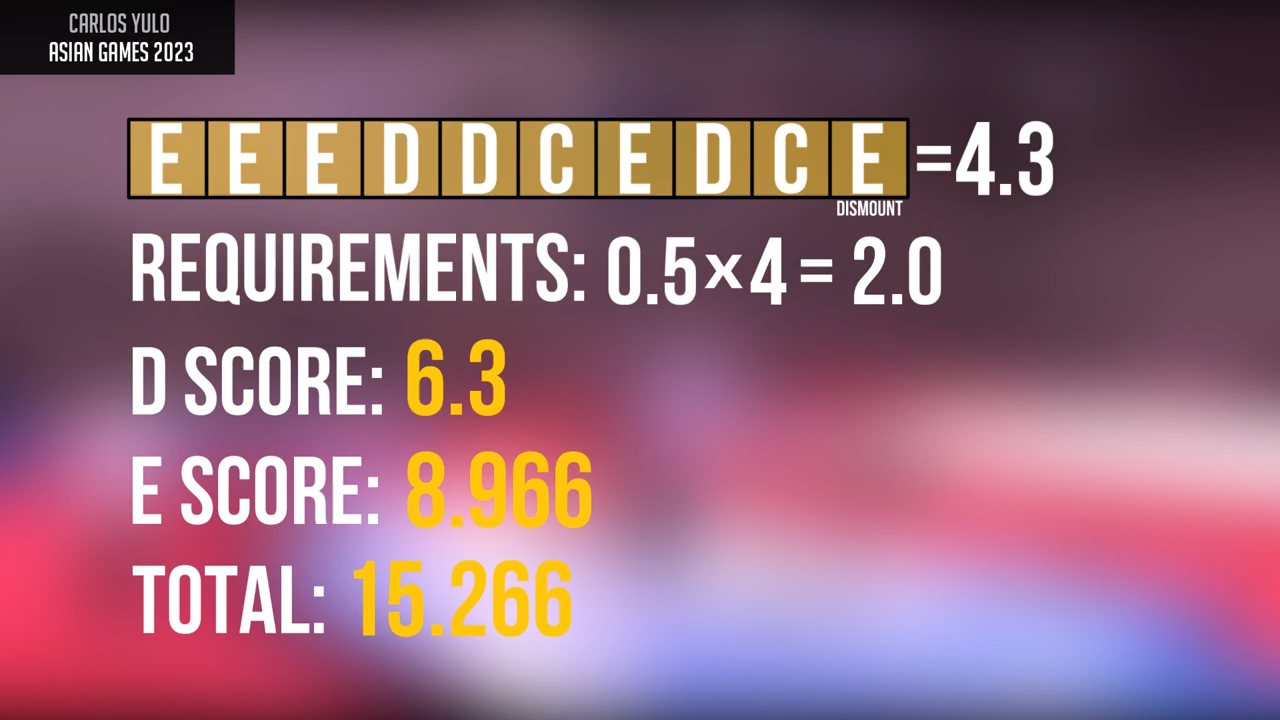 CARLOS YULO
ASIAN GAMES 2023
E E E D D C E D C E =4.3
DISMOUNT
REQUIREMENTS: 0.5×4= 2.0
D SCORE: 6.3
E SCORE: 8.966
TOTAL: 15.266